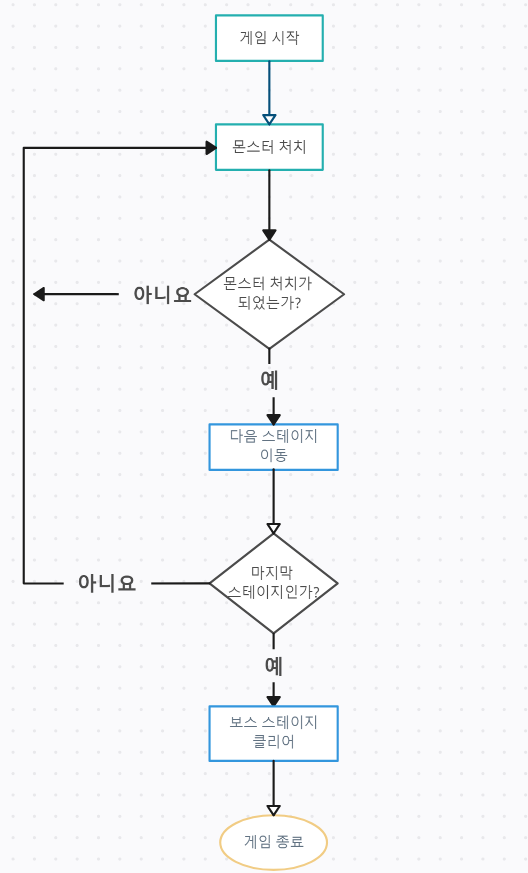 게임 시작
몬스터 처치
몬스터 처치가
되었는가?
아니요
예
다음 스테이지
이동
마지막
스테이지인가?
아니요
예
보스 스테이지
클리어
게임 종료